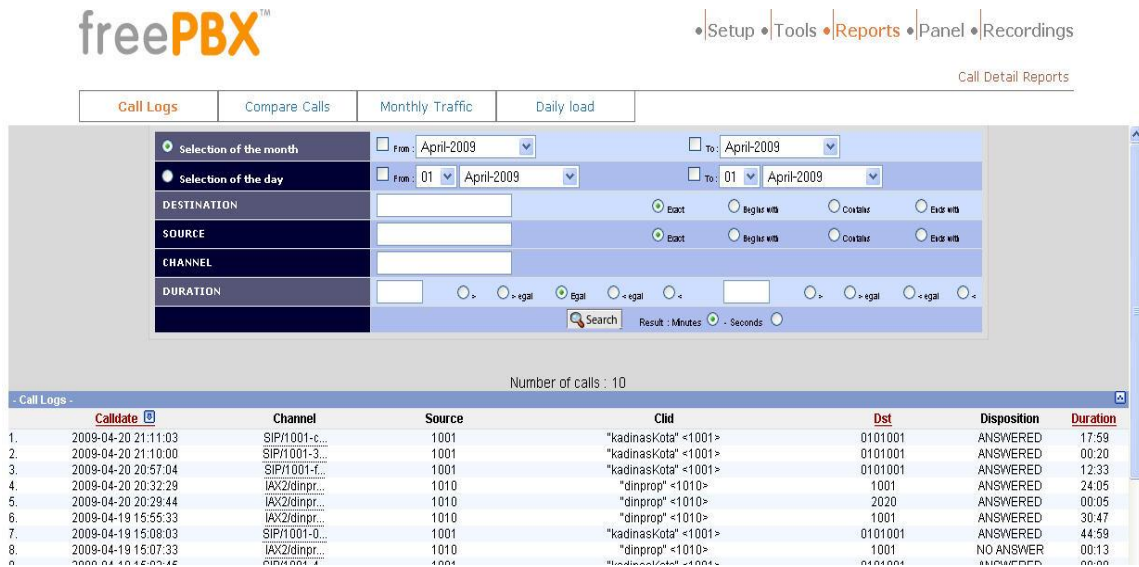 freePBX™
Setup Tools Reports Panel Recordings
Call Detail Reports
Call Logs Compare Calls Monthly Traffic Daily load
Selection of the month From : April-2009 To : April-2009
Selection of the day From : 01 April-2009 To : 01 April-2009
DESTINATION Exact Begins with Contains Ends with
SOURCE Exact Begins with Contains Ends with
CHANNEL
DURATION > > egal Egal < egal < > > egal < egal <
Search Result : Minutes - Seconds
Number of calls : 10
- Call Logs -
Calldate Channel Source Clid Dst Disposition Duration
1. 2009-04-20 21:11:03 SIP/1001-c... 1001 "kadinasKota" <1001> 0101001 ANSWERED 17:59
2. 2009-04-20 21:10:00 SIP/1001-3... 1001 "kadinasKota" <1001> 0101001 ANSWERED 00:20
3. 2009-04-20 20:57:04 SIP/1001-f... 1001 "kadinasKota" <1001> 0101001 ANSWERED 12:33
4. 2009-04-20 20:32:29 IAX2/dinpr... 1010 "dinprop" <1010> 1001 ANSWERED 24:05
5. 2009-04-20 20:29:44 IAX2/dinpr... 1010 "dinprop" <1010> 2020 ANSWERED 00:05
6. 2009-04-19 15:55:33 IAX2/dinpr... 1010 "dinprop" <1010> 1001 ANSWERED 30:47
7. 2009-04-19 15:08:03 SIP/1001-0... 1001 "kadinasKota" <1001> 0101001 ANSWERED 44:59
8. 2009-04-19 15:07:33 IAX2/dinpr... 1010 "dinprop" <1010> 1001 NO ANSWER 00:13